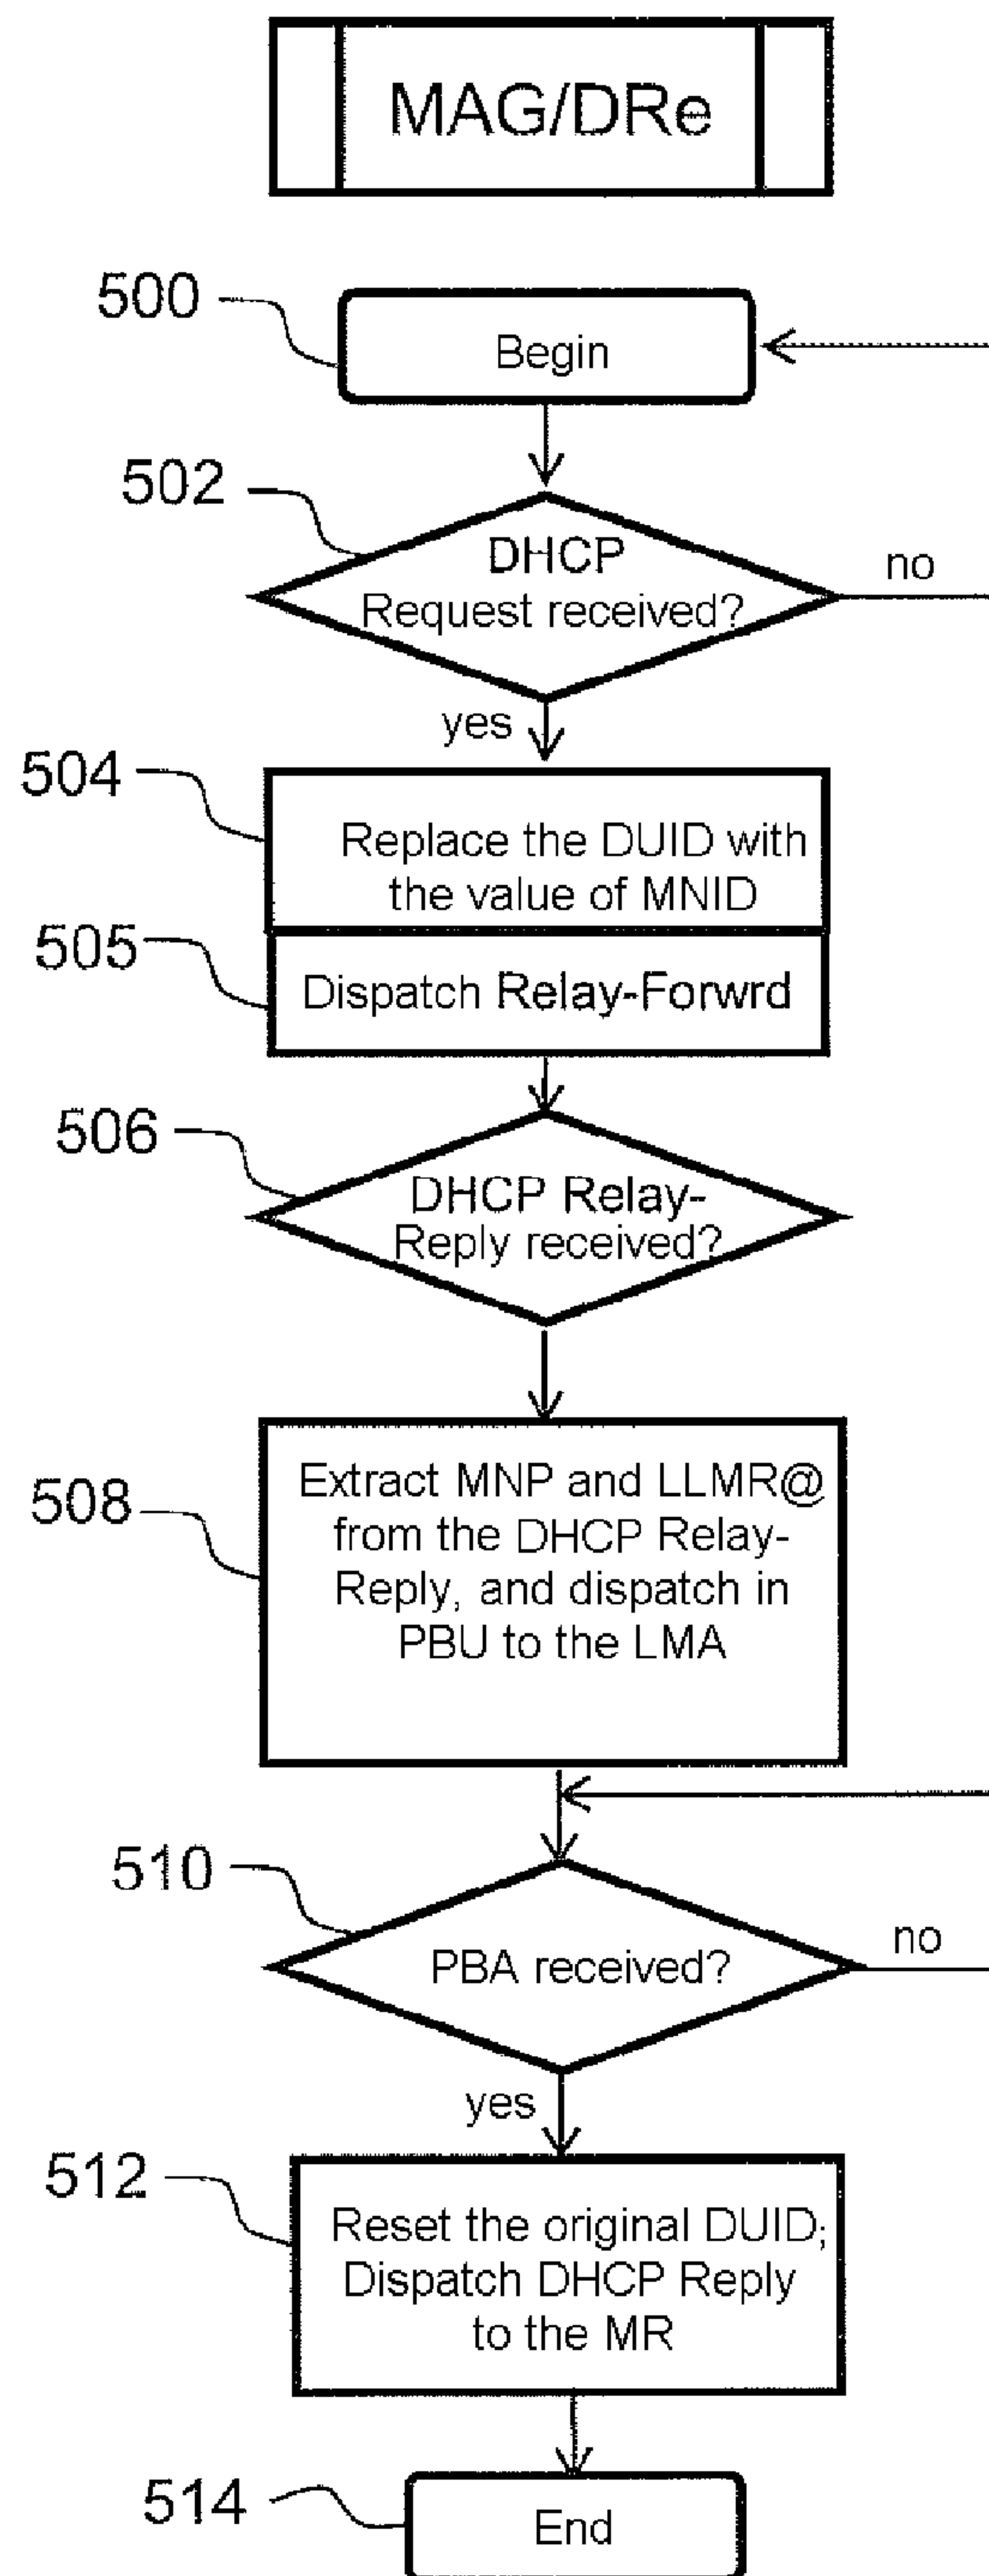 MAG/DRe
500
Begin
502
DHCP
Request received?
no
yes
504
Replace the DUID with
the value of MNID
505
Dispatch Relay-Forwrd
506
DHCP Relay-
Reply received?
508
Extract MNP and LLMR@
from the DHCP Relay-
Reply, and dispatch in
PBU to the LMA
510
PBA received?
no
yes
512
Reset the original DUID;
Dispatch DHCP Reply
to the MR
514
End